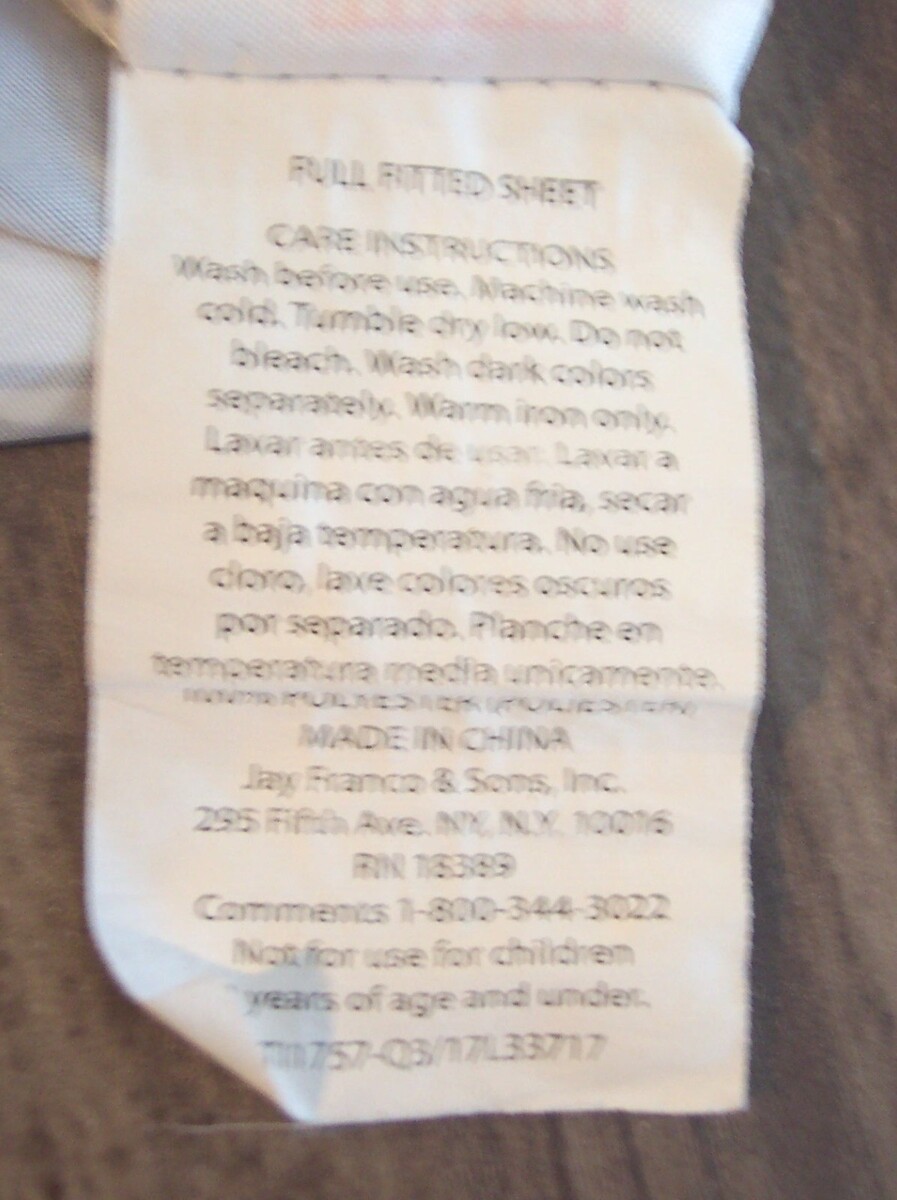 FULL FITTED SHEET
CARE INSTRUCTIONS
Wash before use. Machine wash
cold. Tumble dry low. Do not
bleach. Wash dark colors
separately. Warm iron only.
Lavar antes de usar. Lavar a
maquina con agua fria, secar
a baja temperatura. No use
cloro, lave colores oscuros
por separado. Planche en
temperatura media unicamente.
100% POLYESTER (POLIESTER)
MADE IN CHINA
Jay Franco & Sons, Inc.
295 Fifth Ave. NY, N.Y. 10016
RN 18389
Comments 1-800-344-3022
Not for use for children
years of age and under.